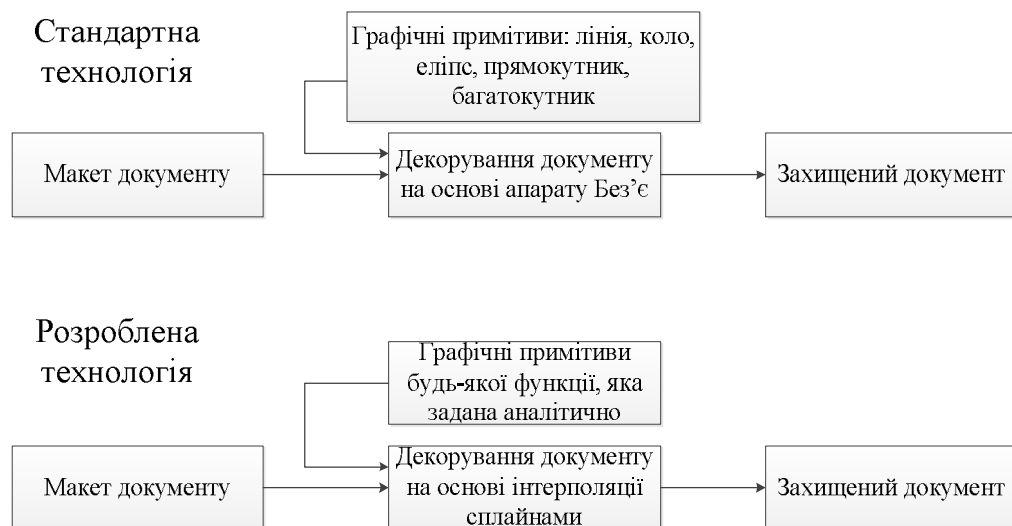 Стандартна
технологія
Графічні примітиви: лінія, коло,
еліпс, прямокутник,
багатокутник
Макет документу
Декорування документу
на основі апарату Без’є
Захищений документ
Розроблена
технологія
Графічні примітиви
будь-якої функції, яка
задана аналітично
Макет документу
Декорування документу
на основі інтерполяції
сплайнами
Захищений документ